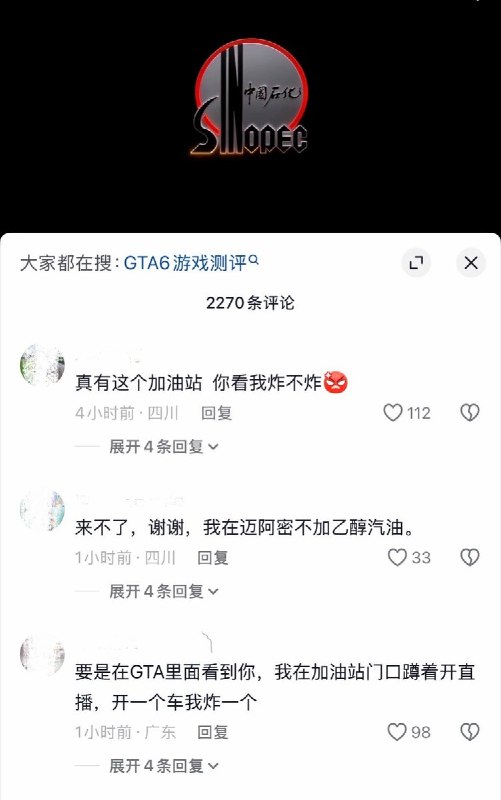 中国石化
SINOPEC
大家都在搜：GTA6游戏测评
2270条评论
真有这个加油站 你看我炸不炸😡
4小时前·四川 回复 112
展开4条回复
来不了，谢谢，我在迈阿密不加乙醇汽油。
1小时前·四川 回复 33
展开4条回复
要是在GTA里面看到你，我在加油站门口蹲着开直
播，开一个车我炸一个
1小时前·广东 回复 98
展开4条回复